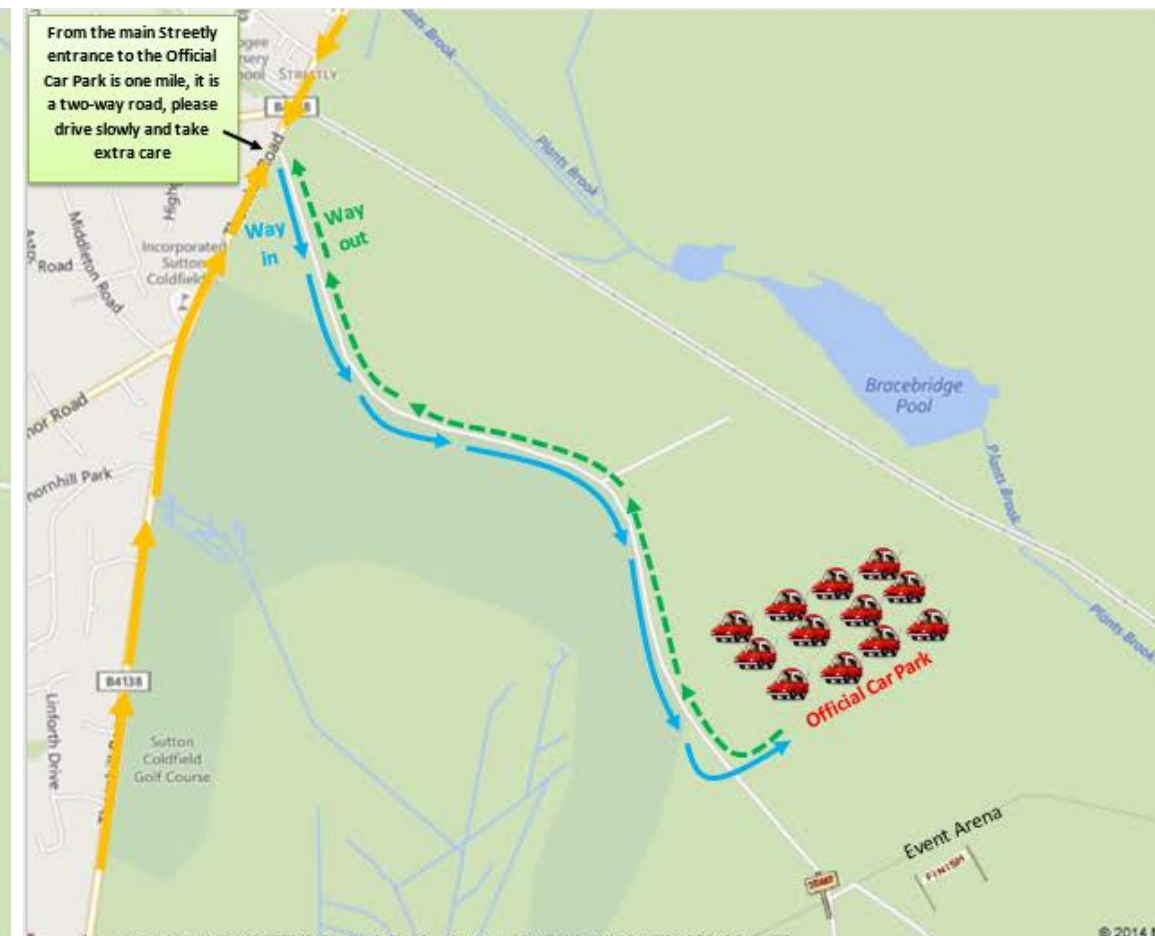 From the main Streetly
entrance to the Official
Car Park is one mile, it is
a two-way road, please
drive slowly and take
extra care
STREETLY
Plants Brook
Plants Brook
Road
Way
in
Way
out
Middleton Road
Road
Incorporated
Sutton
Coldfield
Bracebridge
Pool
Road
Park
Plants Brook
Plants Brook
Official Car Park
B4138
Linforth Drive
Sutton
Coldfield
Golf Course
Event Arena
START
FINISH
© 2014